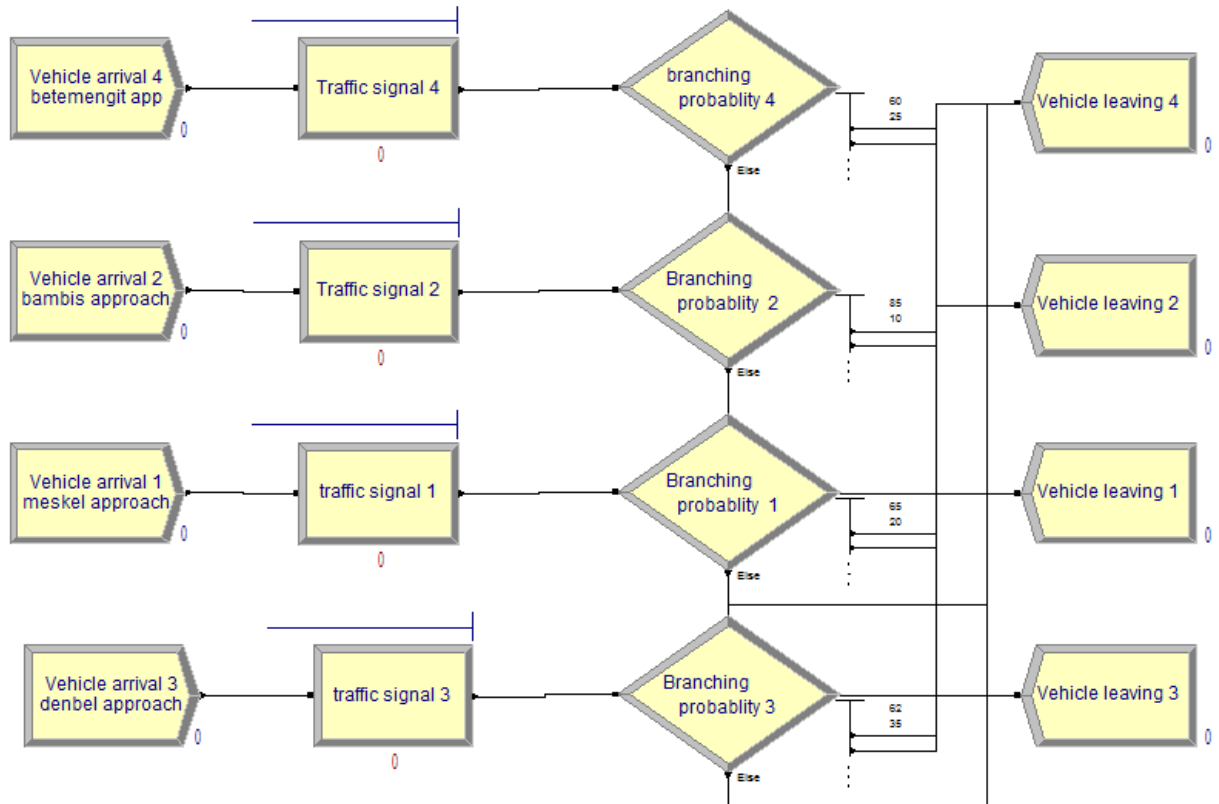 Vehicle arrival 4
betemengit app
0
Traffic signal 4
0
branching
probablity 4
60
25
Else
Vehicle leaving 4
0
Vehicle arrival 2
bambis approach
0
Traffic signal 2
0
Branching
probablity 2
85
10
Else
Vehicle leaving 2
0
Vehicle arrival 1
meskel approach
0
traffic signal 1
0
Branching
probablity 1
65
20
Else
Vehicle leaving 1
0
Vehicle arrival 3
denbel approach
0
traffic signal 3
0
Branching
probablity 3
62
35
Else
Vehicle leaving 3
0